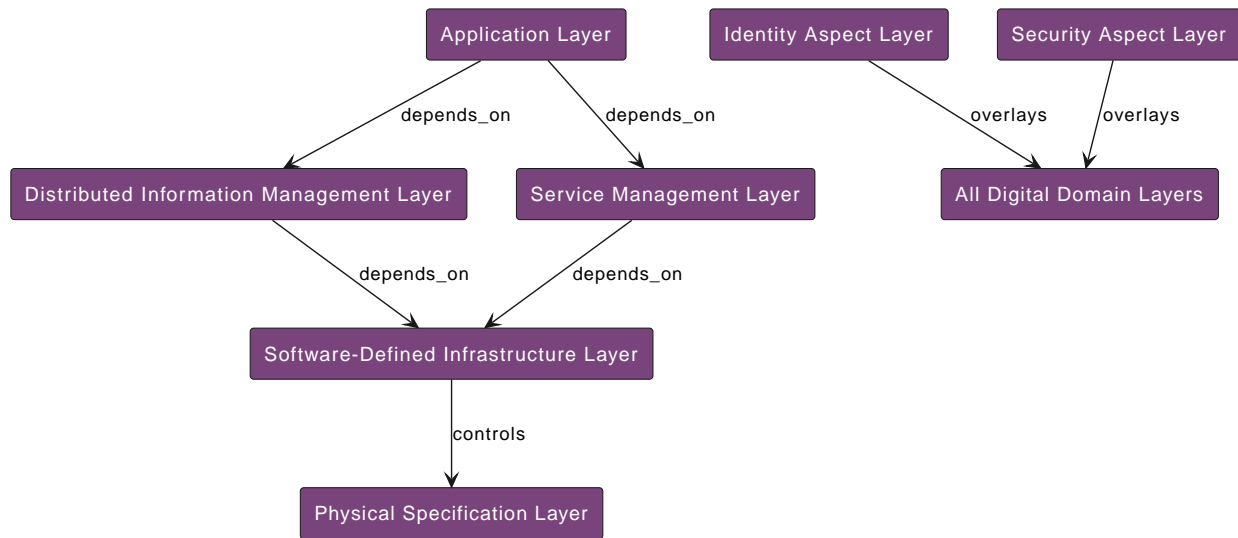 Application Layer
Identity Aspect Layer
Security Aspect Layer
depends_on
depends_on
overlays
overlays
Distributed Information Management Layer
Service Management Layer
All Digital Domain Layers
depends_on
depends_on
Software-Defined Infrastructure Layer
controls
Physical Specification Layer